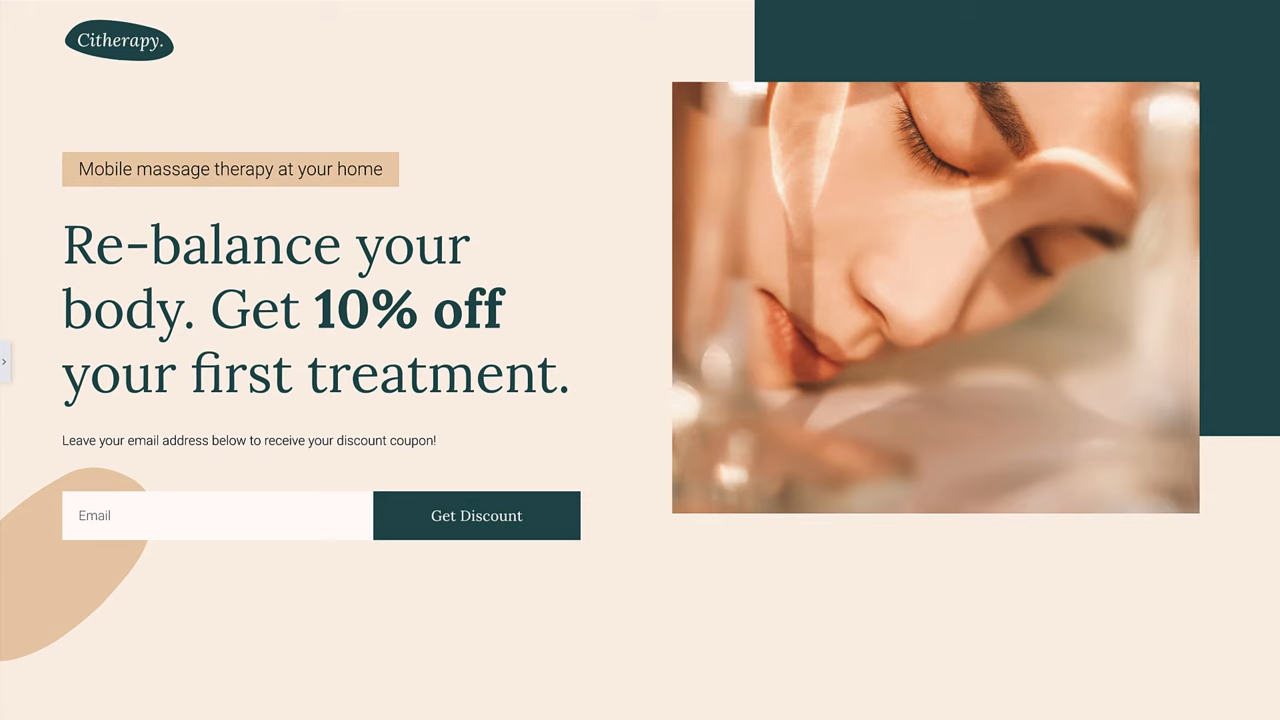 Citherapy.
Mobile massage therapy at your home
Re-balance your
body. Get 10% off
your first treatment.
Leave your email address below to receive your discount coupon!
Email
Get Discount